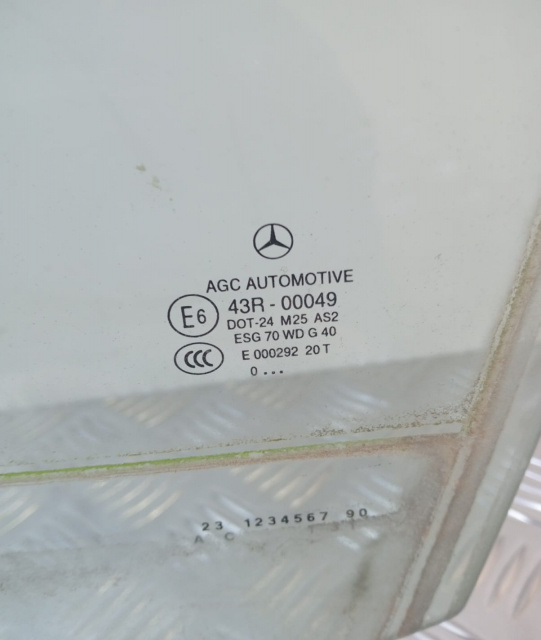 AGC AUTOMOTIVE
E6
43R - 00049
DOT-24 M25 AS2
ESG 70 WD G 40
CCC
E 000292 20 T
0 ...
23 1234567 90
A C